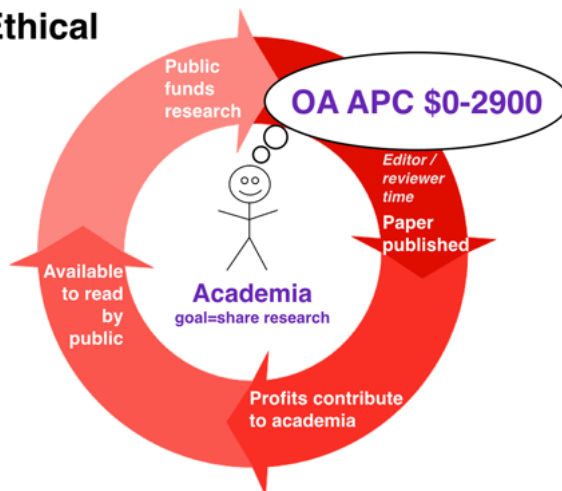 Ethical
Public
funds
research
OA APC $0-2900
Editor /
reviewer
time
Paper
published
Available
to read
by
public
Academia
goal=share research
Profits contribute
to academia